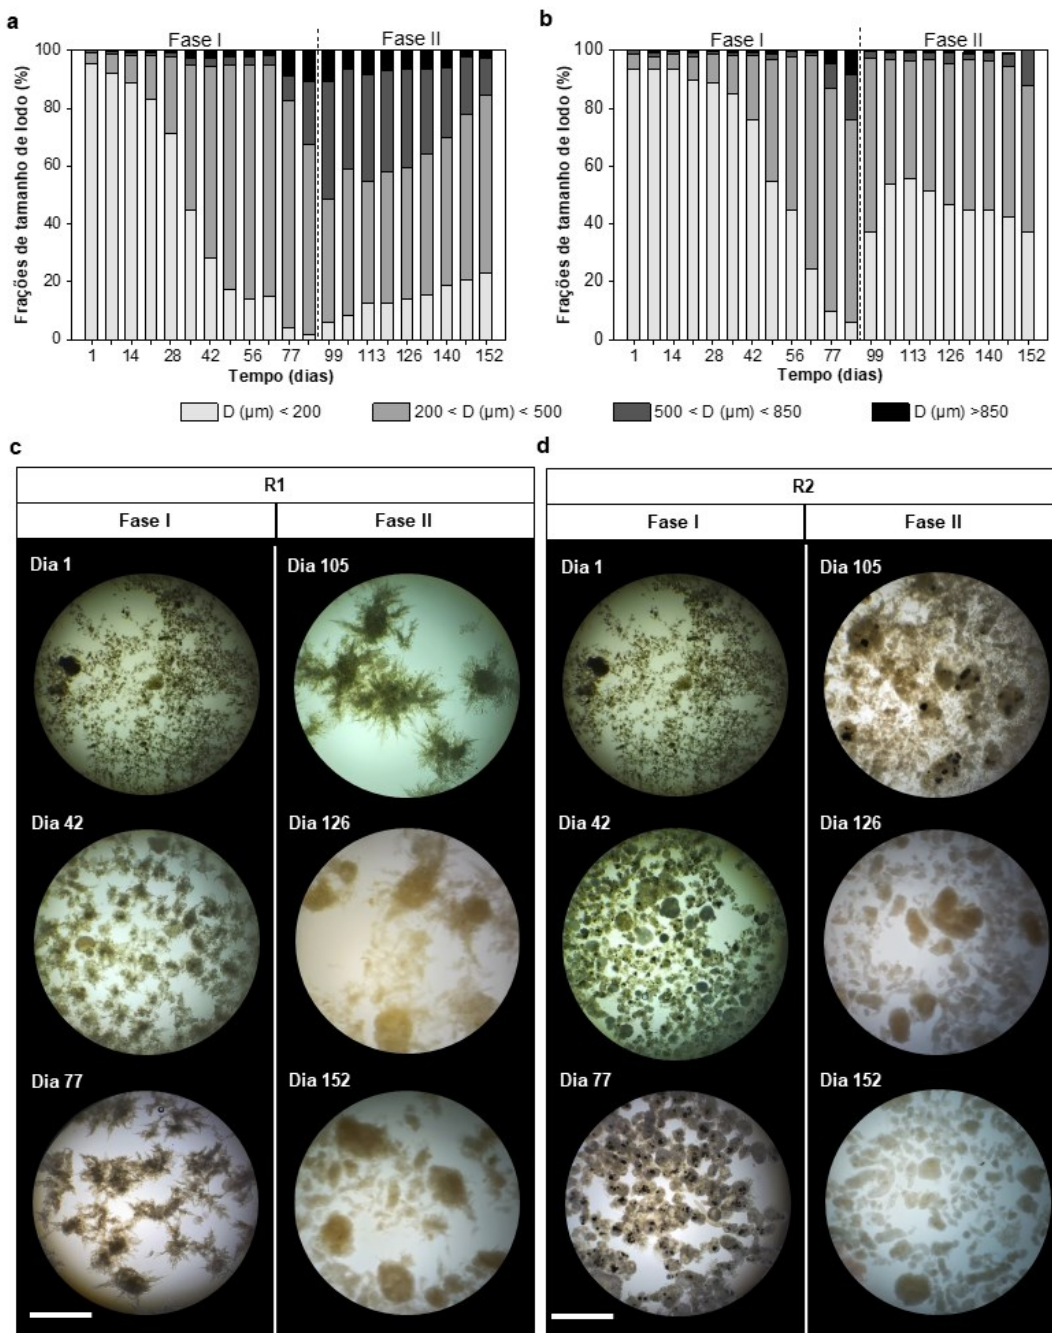 a
Fase I
Fase II
Frações de tamanho de lodo (%)
100
80
60
40
20
0
1 14 28 42 56 77 99 113 126 140 152
Tempo (dias)
b
Fase I
Fase II
Frações de tamanho de lodo (%)
100
80
60
40
20
0
1 14 28 42 56 77 99 113 126 140 152
Tempo (dias)
D (µm) < 200
200 < D (µm) < 500
500 < D (µm) < 850
D (µm) >850
c
R1
Fase I
Fase II
Dia 1
Dia 105
Dia 42
Dia 126
Dia 77
Dia 152
d
R2
Fase I
Fase II
Dia 1
Dia 105
Dia 42
Dia 126
Dia 77
Dia 152